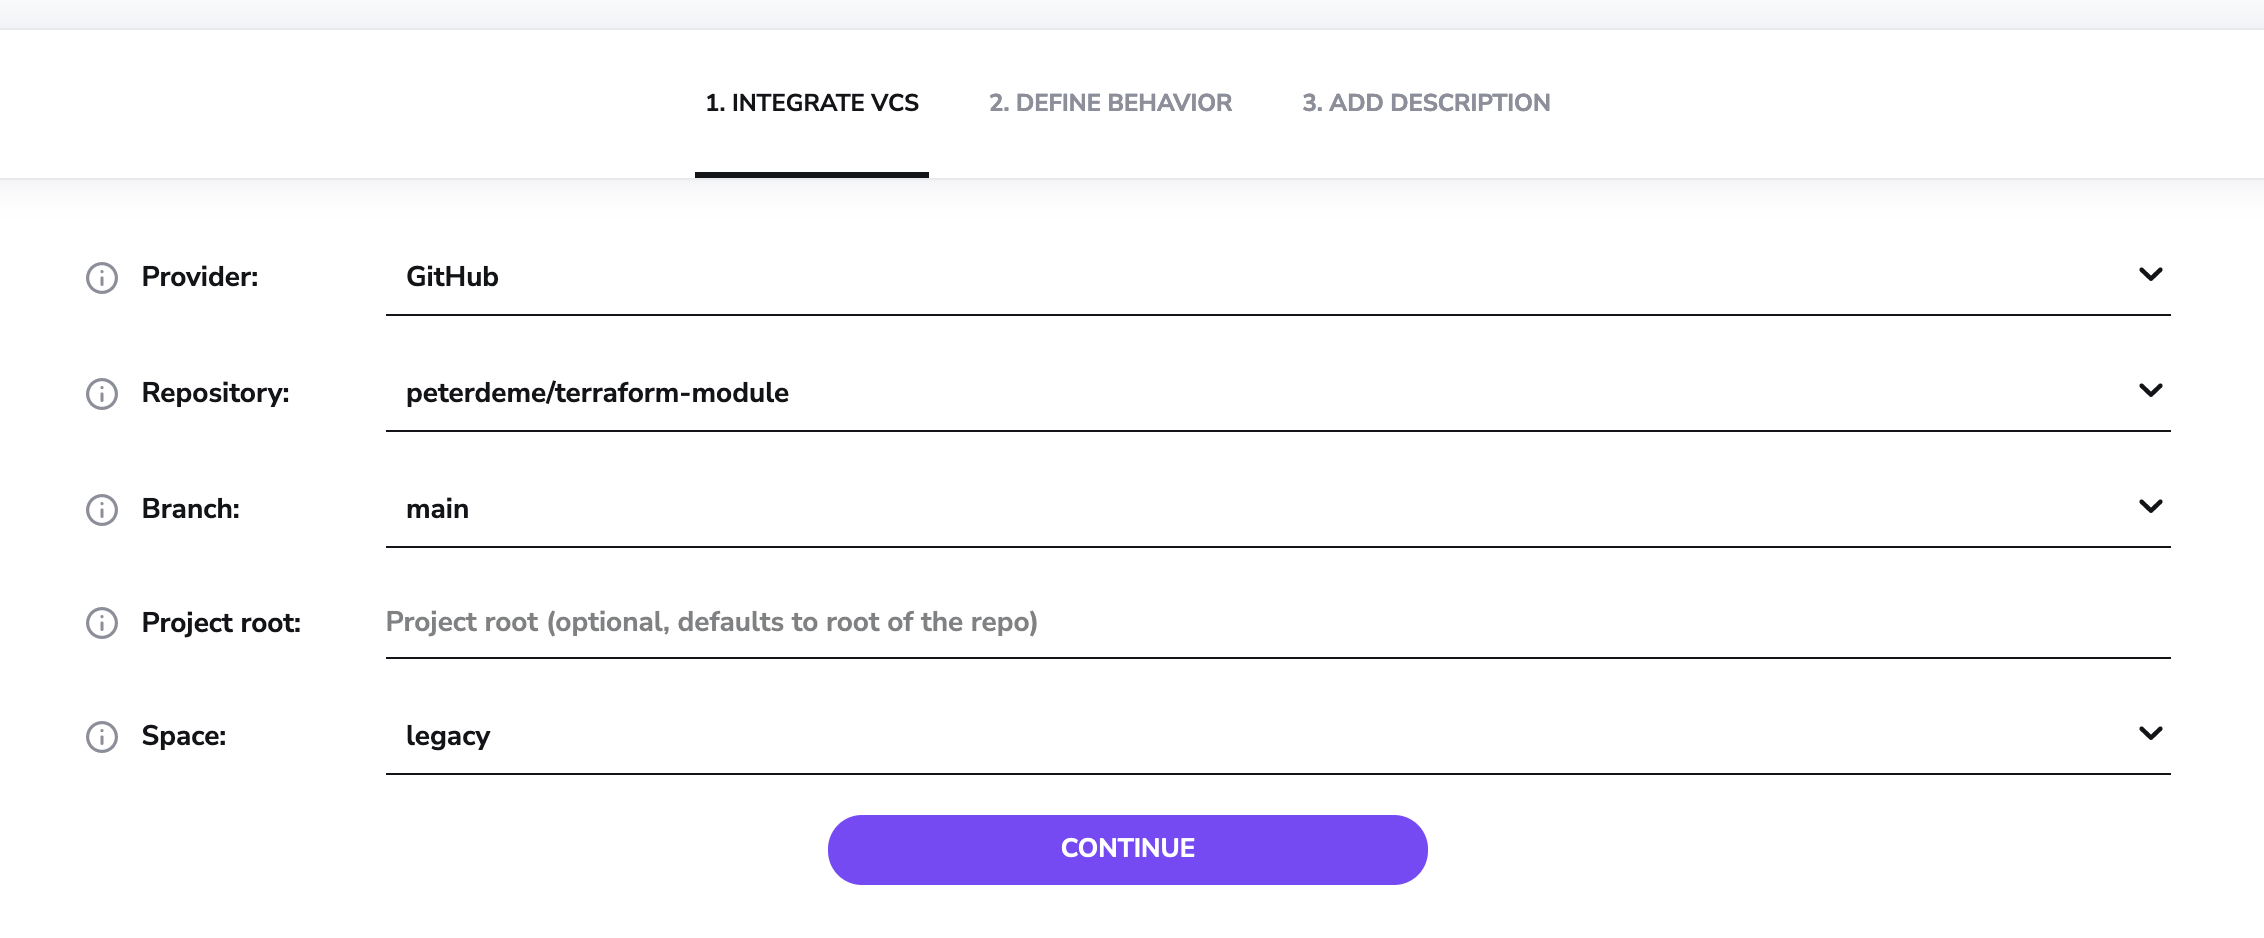 1. INTEGRATE VCS 2. DEFINE BEHAVIOR 3. ADD DESCRIPTION
Provider: GitHub
Repository: peterdeme/terraform-module
Branch: main
Project root: Project root (optional, defaults to root of the repo)
Space: legacy
CONTINUE